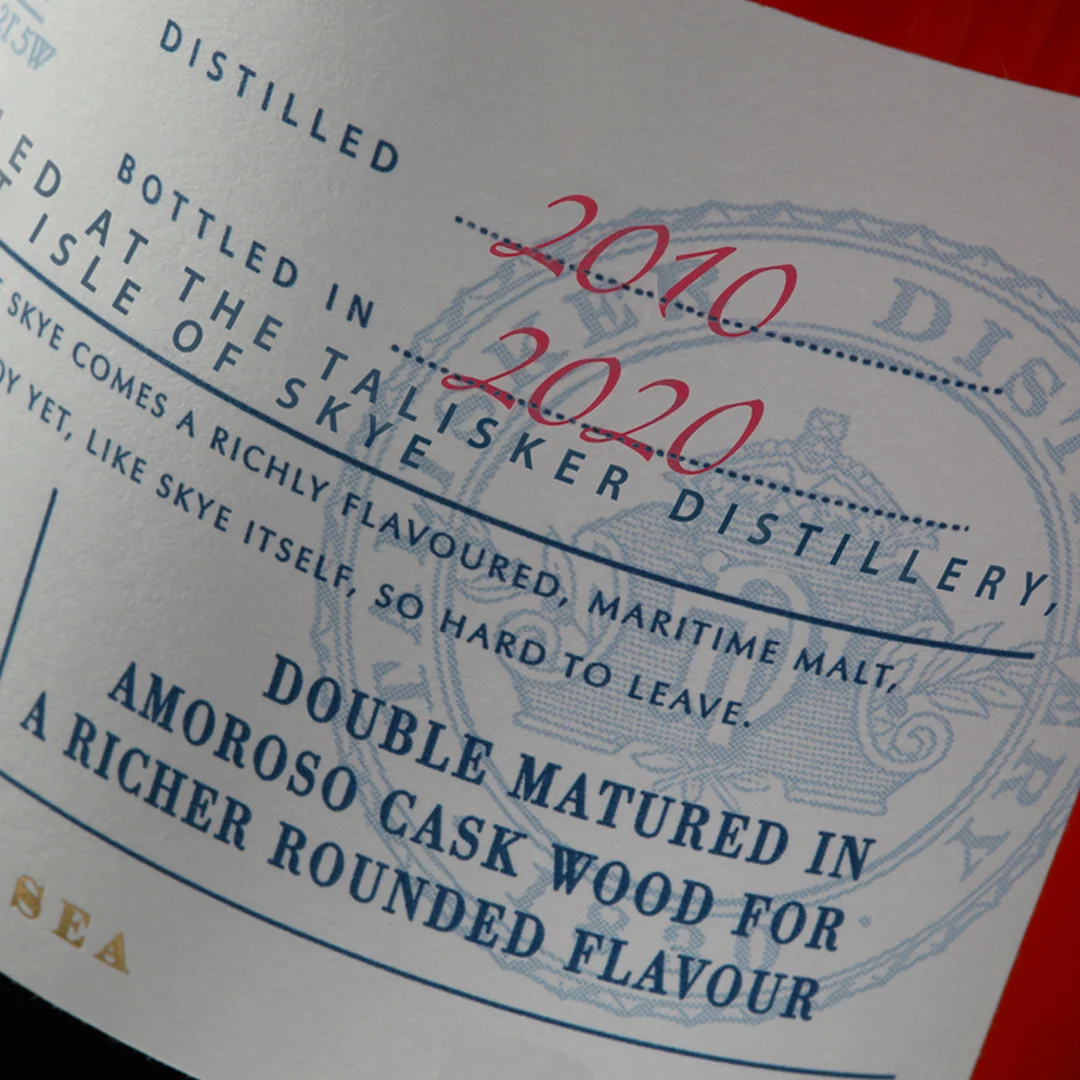 DISTILLED 2010
BOTTLED IN 2020
ED AT THE TALISKER DISTILLERY,
ISLE OF SKYE
SKYE COMES A RICHLY FLAVOURED, MARITIME MALT,
YET, LIKE SKYE ITSELF, SO HARD TO LEAVE.
DOUBLE MATURED IN
AMOROSO CASK WOOD FOR
A RICHER ROUNDED FLAVOUR
SEA